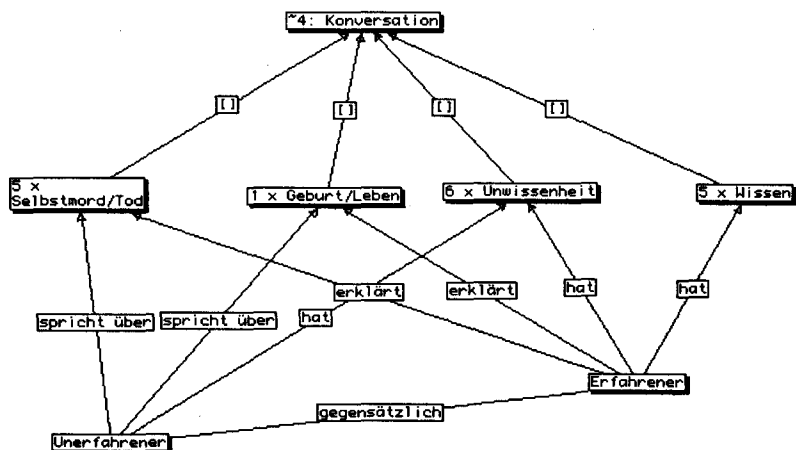 ~4: Konversation
[]
[]
[]
[]
5 ×
Selbstmord/Tod
1 × Geburt/Leben
6 × Unwissenheit
5 × Wissen
erklärt
erklärt
hat
hat
spricht über
spricht über
hat
Erfahrener
gegensätzlich
Unerfahrener